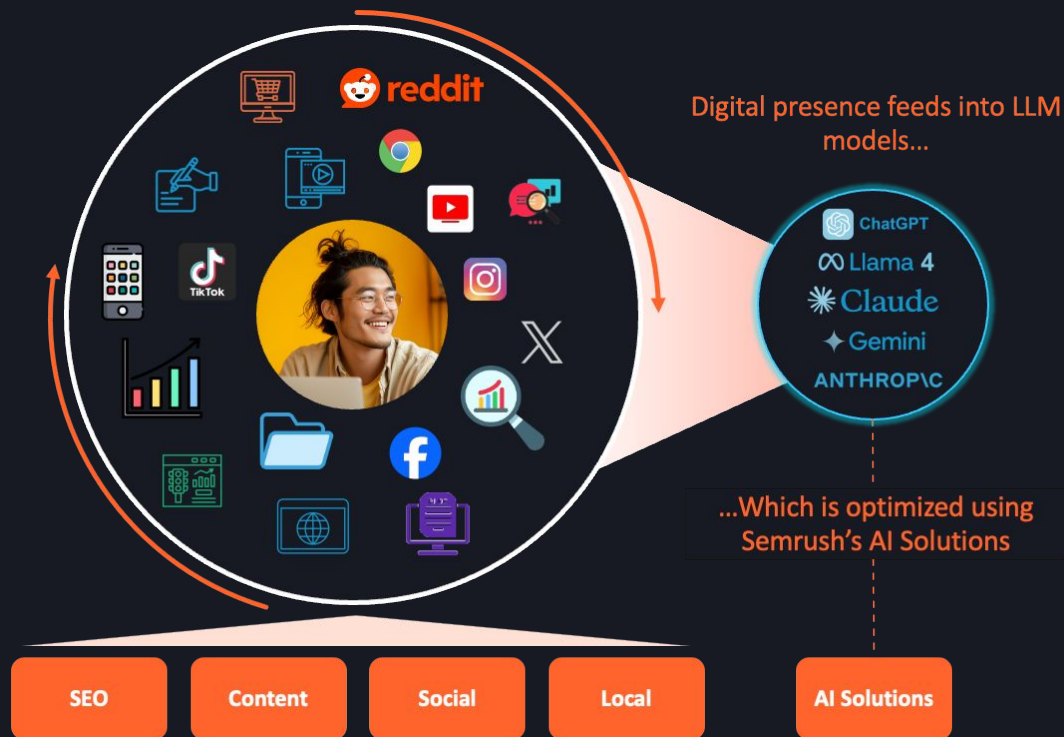 reddit
Digital presence feeds into LLM
models...
ChatGPT
Llama 4
TikTok
Claude
Gemini
ANTHROP\C
...Which is optimized using
Semrush's AI Solutions
SEO
Content
Social
Local
AI Solutions